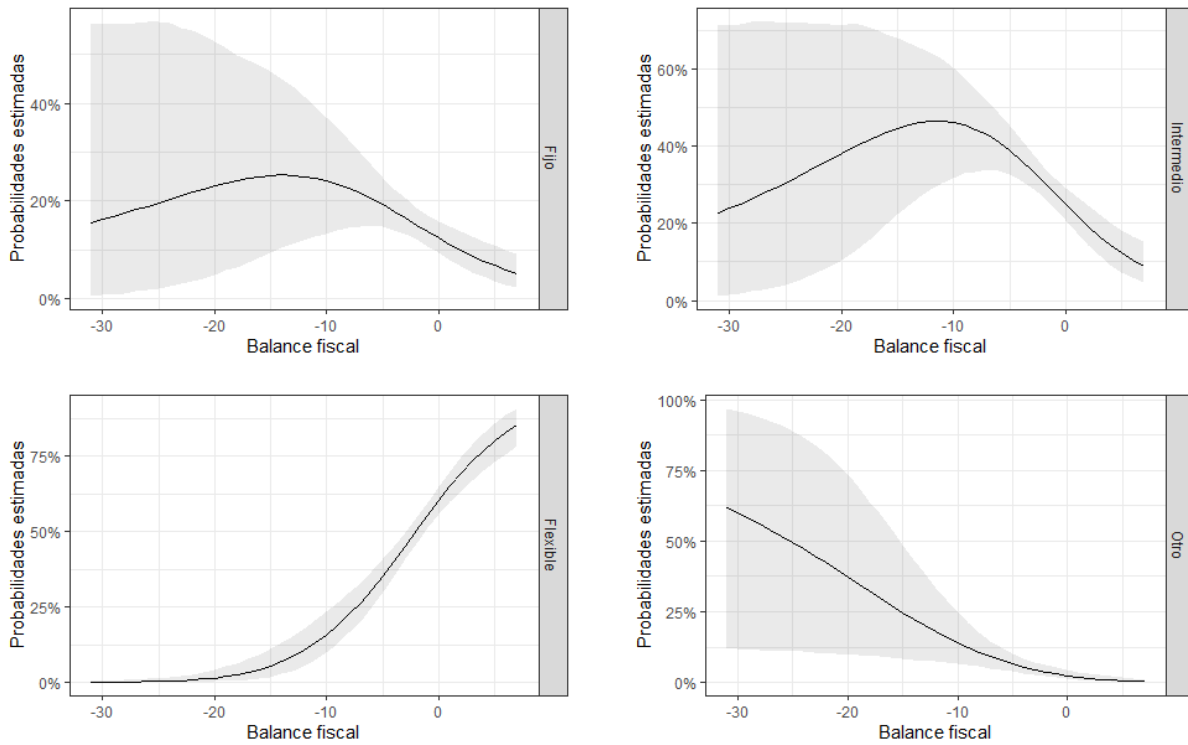 Probabilidades estimadas
40%
20%
0%
-30 -20 -10 0
Balance fiscal
Fijo
Probabilidades estimadas
60%
40%
20%
0%
-30 -20 -10 0
Balance fiscal
Intermedio
Probabilidades estimadas
75%
50%
25%
0%
-30 -20 -10 0
Balance fiscal
Flexible
Probabilidades estimadas
100%
75%
50%
25%
0%
-30 -20 -10 0
Balance fiscal
Otro